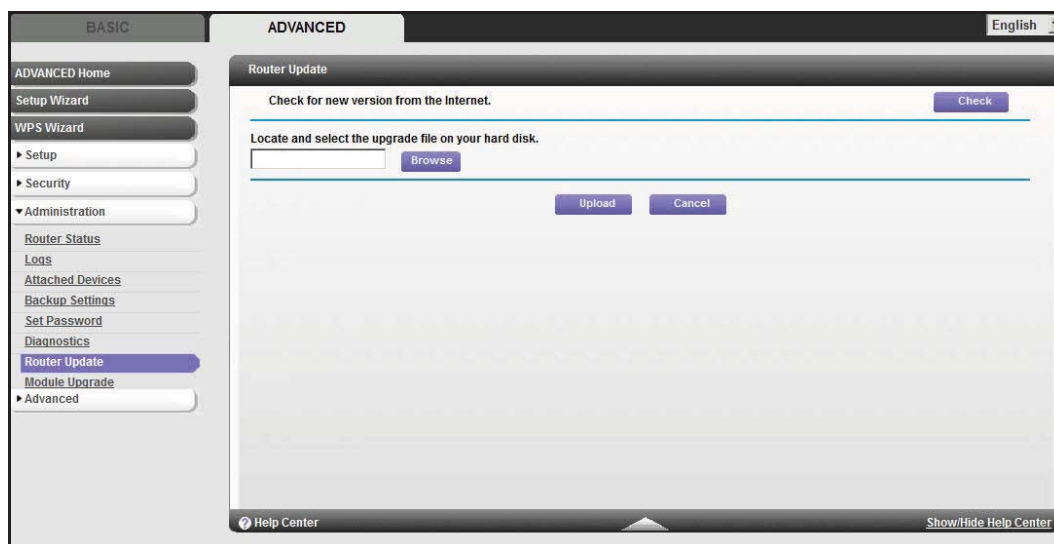 BASIC
ADVANCED
English
ADVANCED Home
Setup Wizard
WPS Wizard
Setup
Security
Administration
Router Status
Logs
Attached Devices
Backup Settings
Set Password
Diagnostics
Router Update
Module Upgrade
Advanced
Router Update
Check for new version from the Internet.
Check
Locate and select the upgrade file on your hard disk.
Browse
Upload
Cancel
Help Center
Show/Hide Help Center